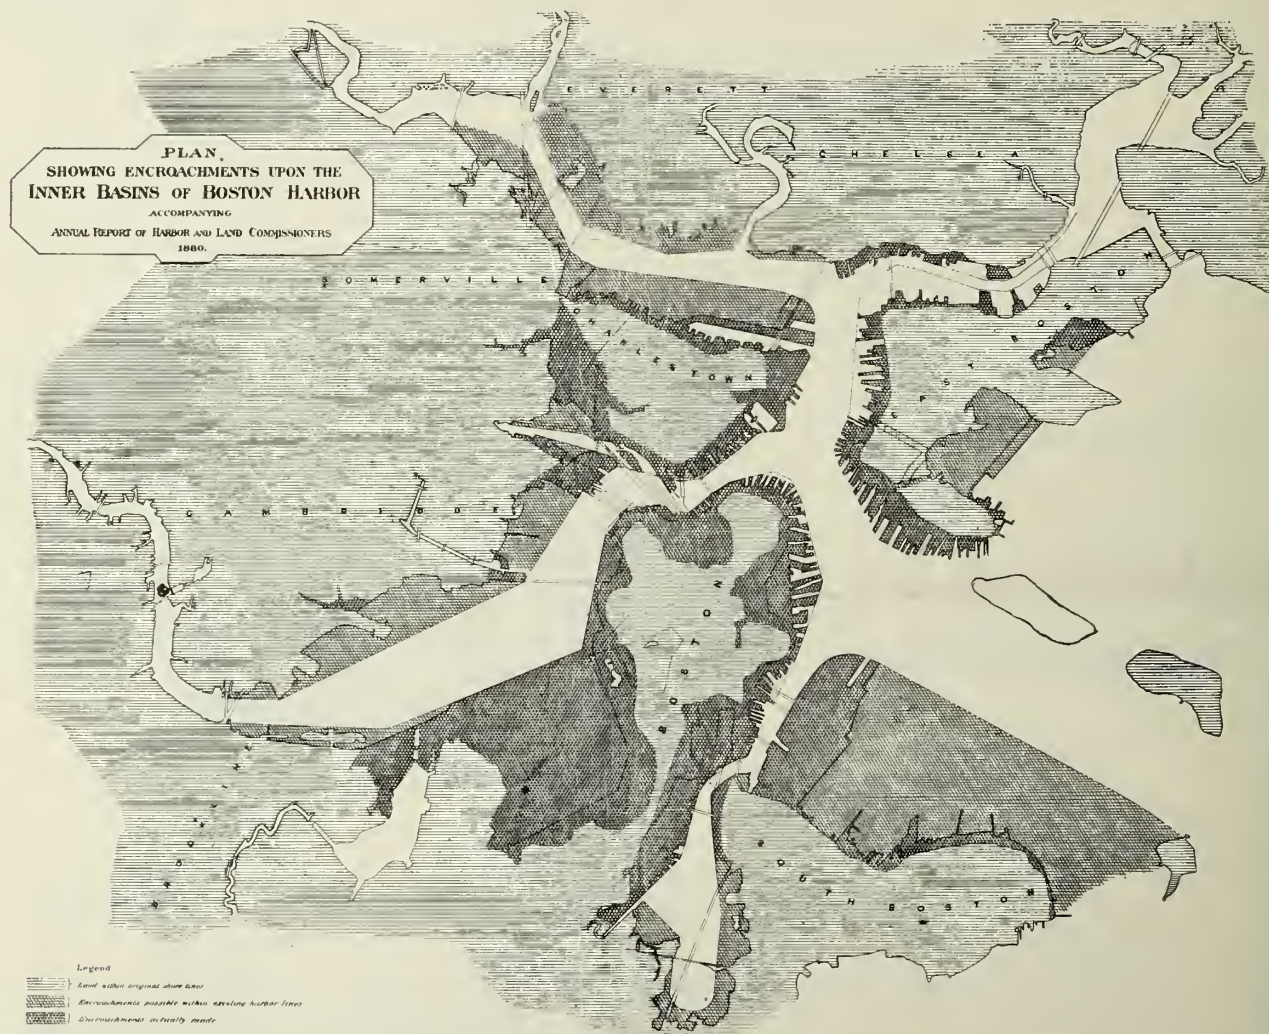 PLAN,
SHOWING ENCROACHMENTS UPON THE
INNER BASINS OF BOSTON HARBOR
ACCOMPANYING
ANNUAL REPORT OF HARBOR AND LAND COMMISSIONERS
1880.
EVERETT
CHELSEA
SOMERVILLE
CHARLESTOWN
EAST BOSTON
CAMBRIDGE
BOSTON
BROOKLINE
SOUTH BOSTON
Legend
Land within original shore lines
Encroachments possible within existing harbor lines
Encroachments actually made